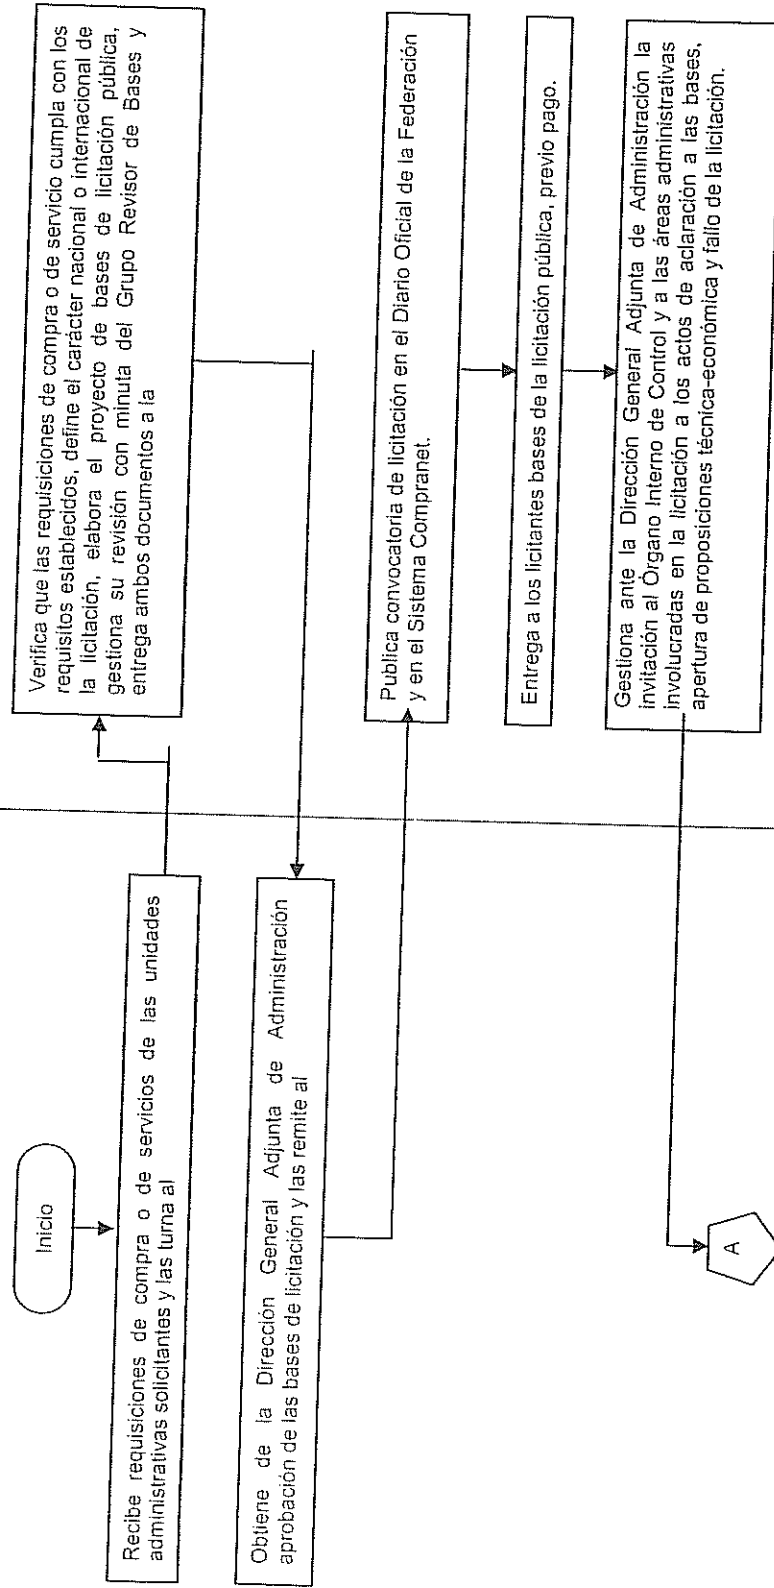 Inicio
Recibe requisiciones de compra o de servicios de las unidades
administrativas solicitantes y las turna al
Verifica que las requisiciones de compra o de servicio cumpla con los
requisitos establecidos, define el carácter nacional o internacional de
la licitación, elabora el proyecto de bases de licitación pública,
gestiona su revisión con minuta del Grupo Revisor de Bases y
entrega ambos documentos a la
Obtiene de la Dirección General Adjunta de Administración
aprobación de las bases de licitación y las remite al
Publica convocatoria de licitación en el Diario Oficial de la Federación
y en el Sistema Compranet.
Entrega a los licitantes bases de la licitación pública, previo pago.
Gestiona ante la Dirección General Adjunta de Administración la
invitación al Órgano Interno de Control y a las áreas administrativas
involucradas en la licitación a los actos de aclaración a las bases,
apertura de proposiciones técnica-económica y fallo de la licitación.
A